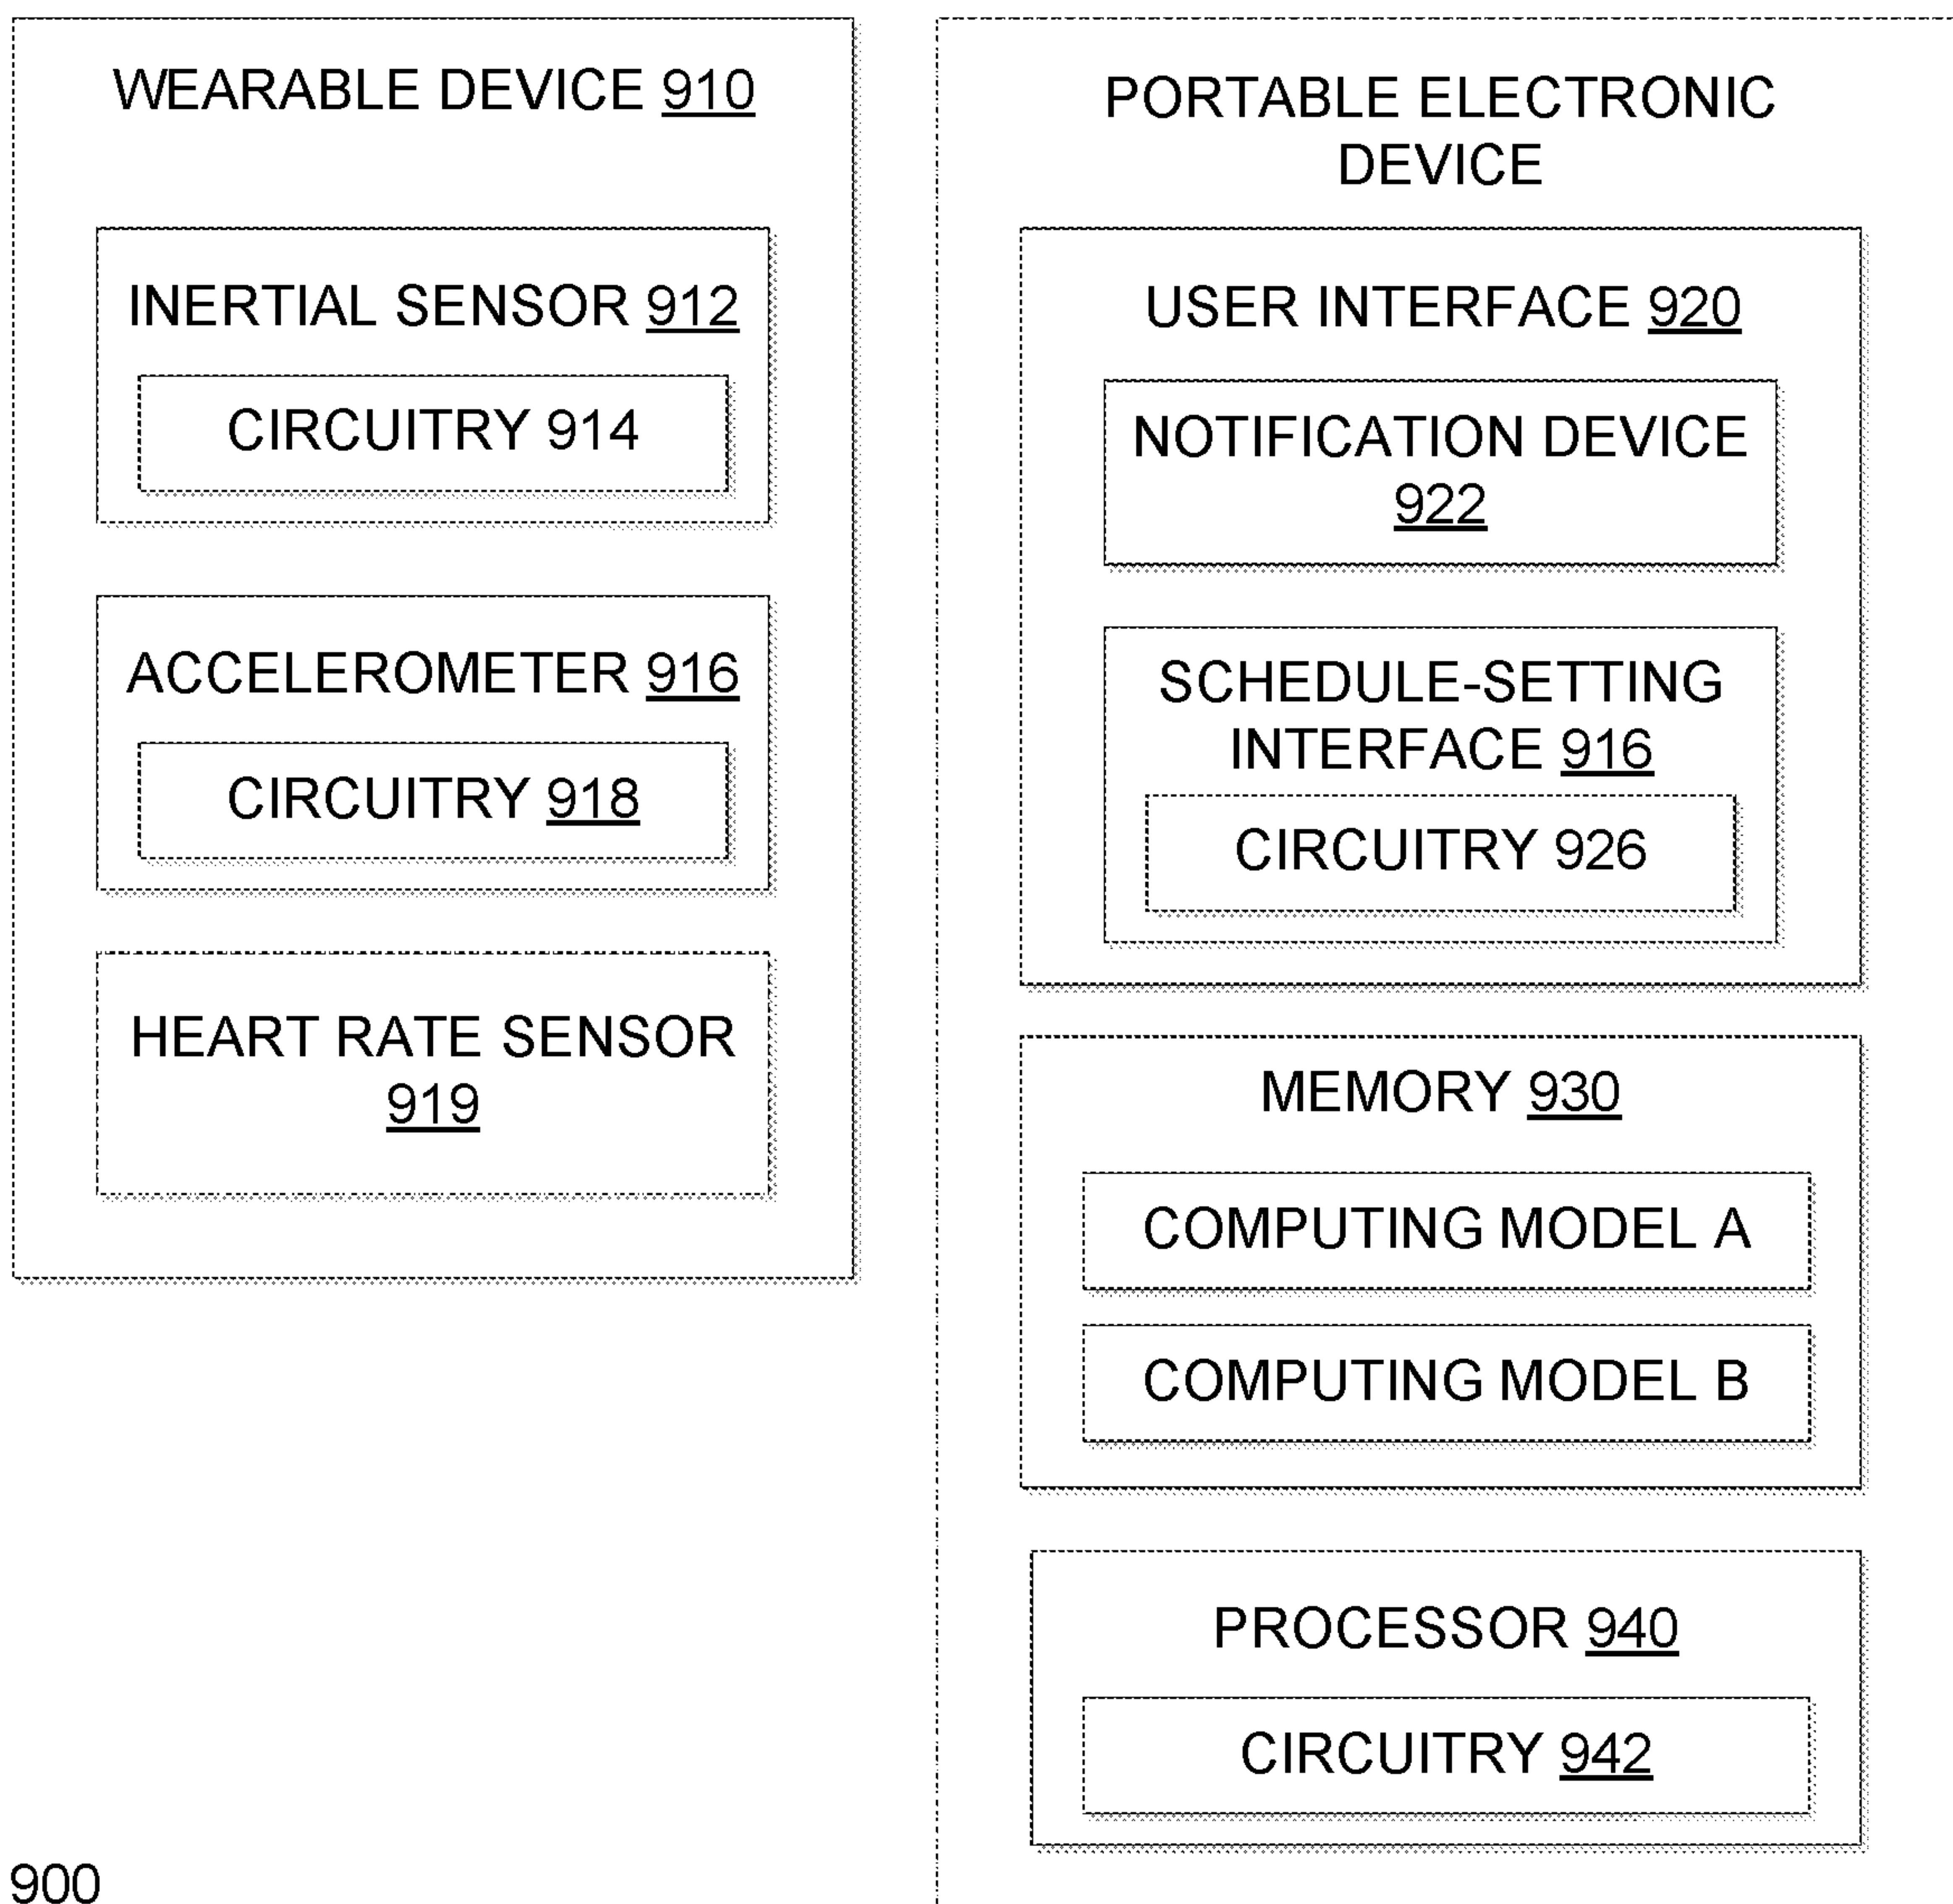 WEARABLE DEVICE 910
INERTIAL SENSOR 912
CIRCUITRY 914
ACCELEROMETER 916
CIRCUITRY 918
HEART RATE SENSOR
919
PORTABLE ELECTRONIC
DEVICE
USER INTERFACE 920
NOTIFICATION DEVICE
922
SCHEDULE-SETTING
INTERFACE 916
CIRCUITRY 926
MEMORY 930
COMPUTING MODEL A
COMPUTING MODEL B
PROCESSOR 940
CIRCUITRY 942
900